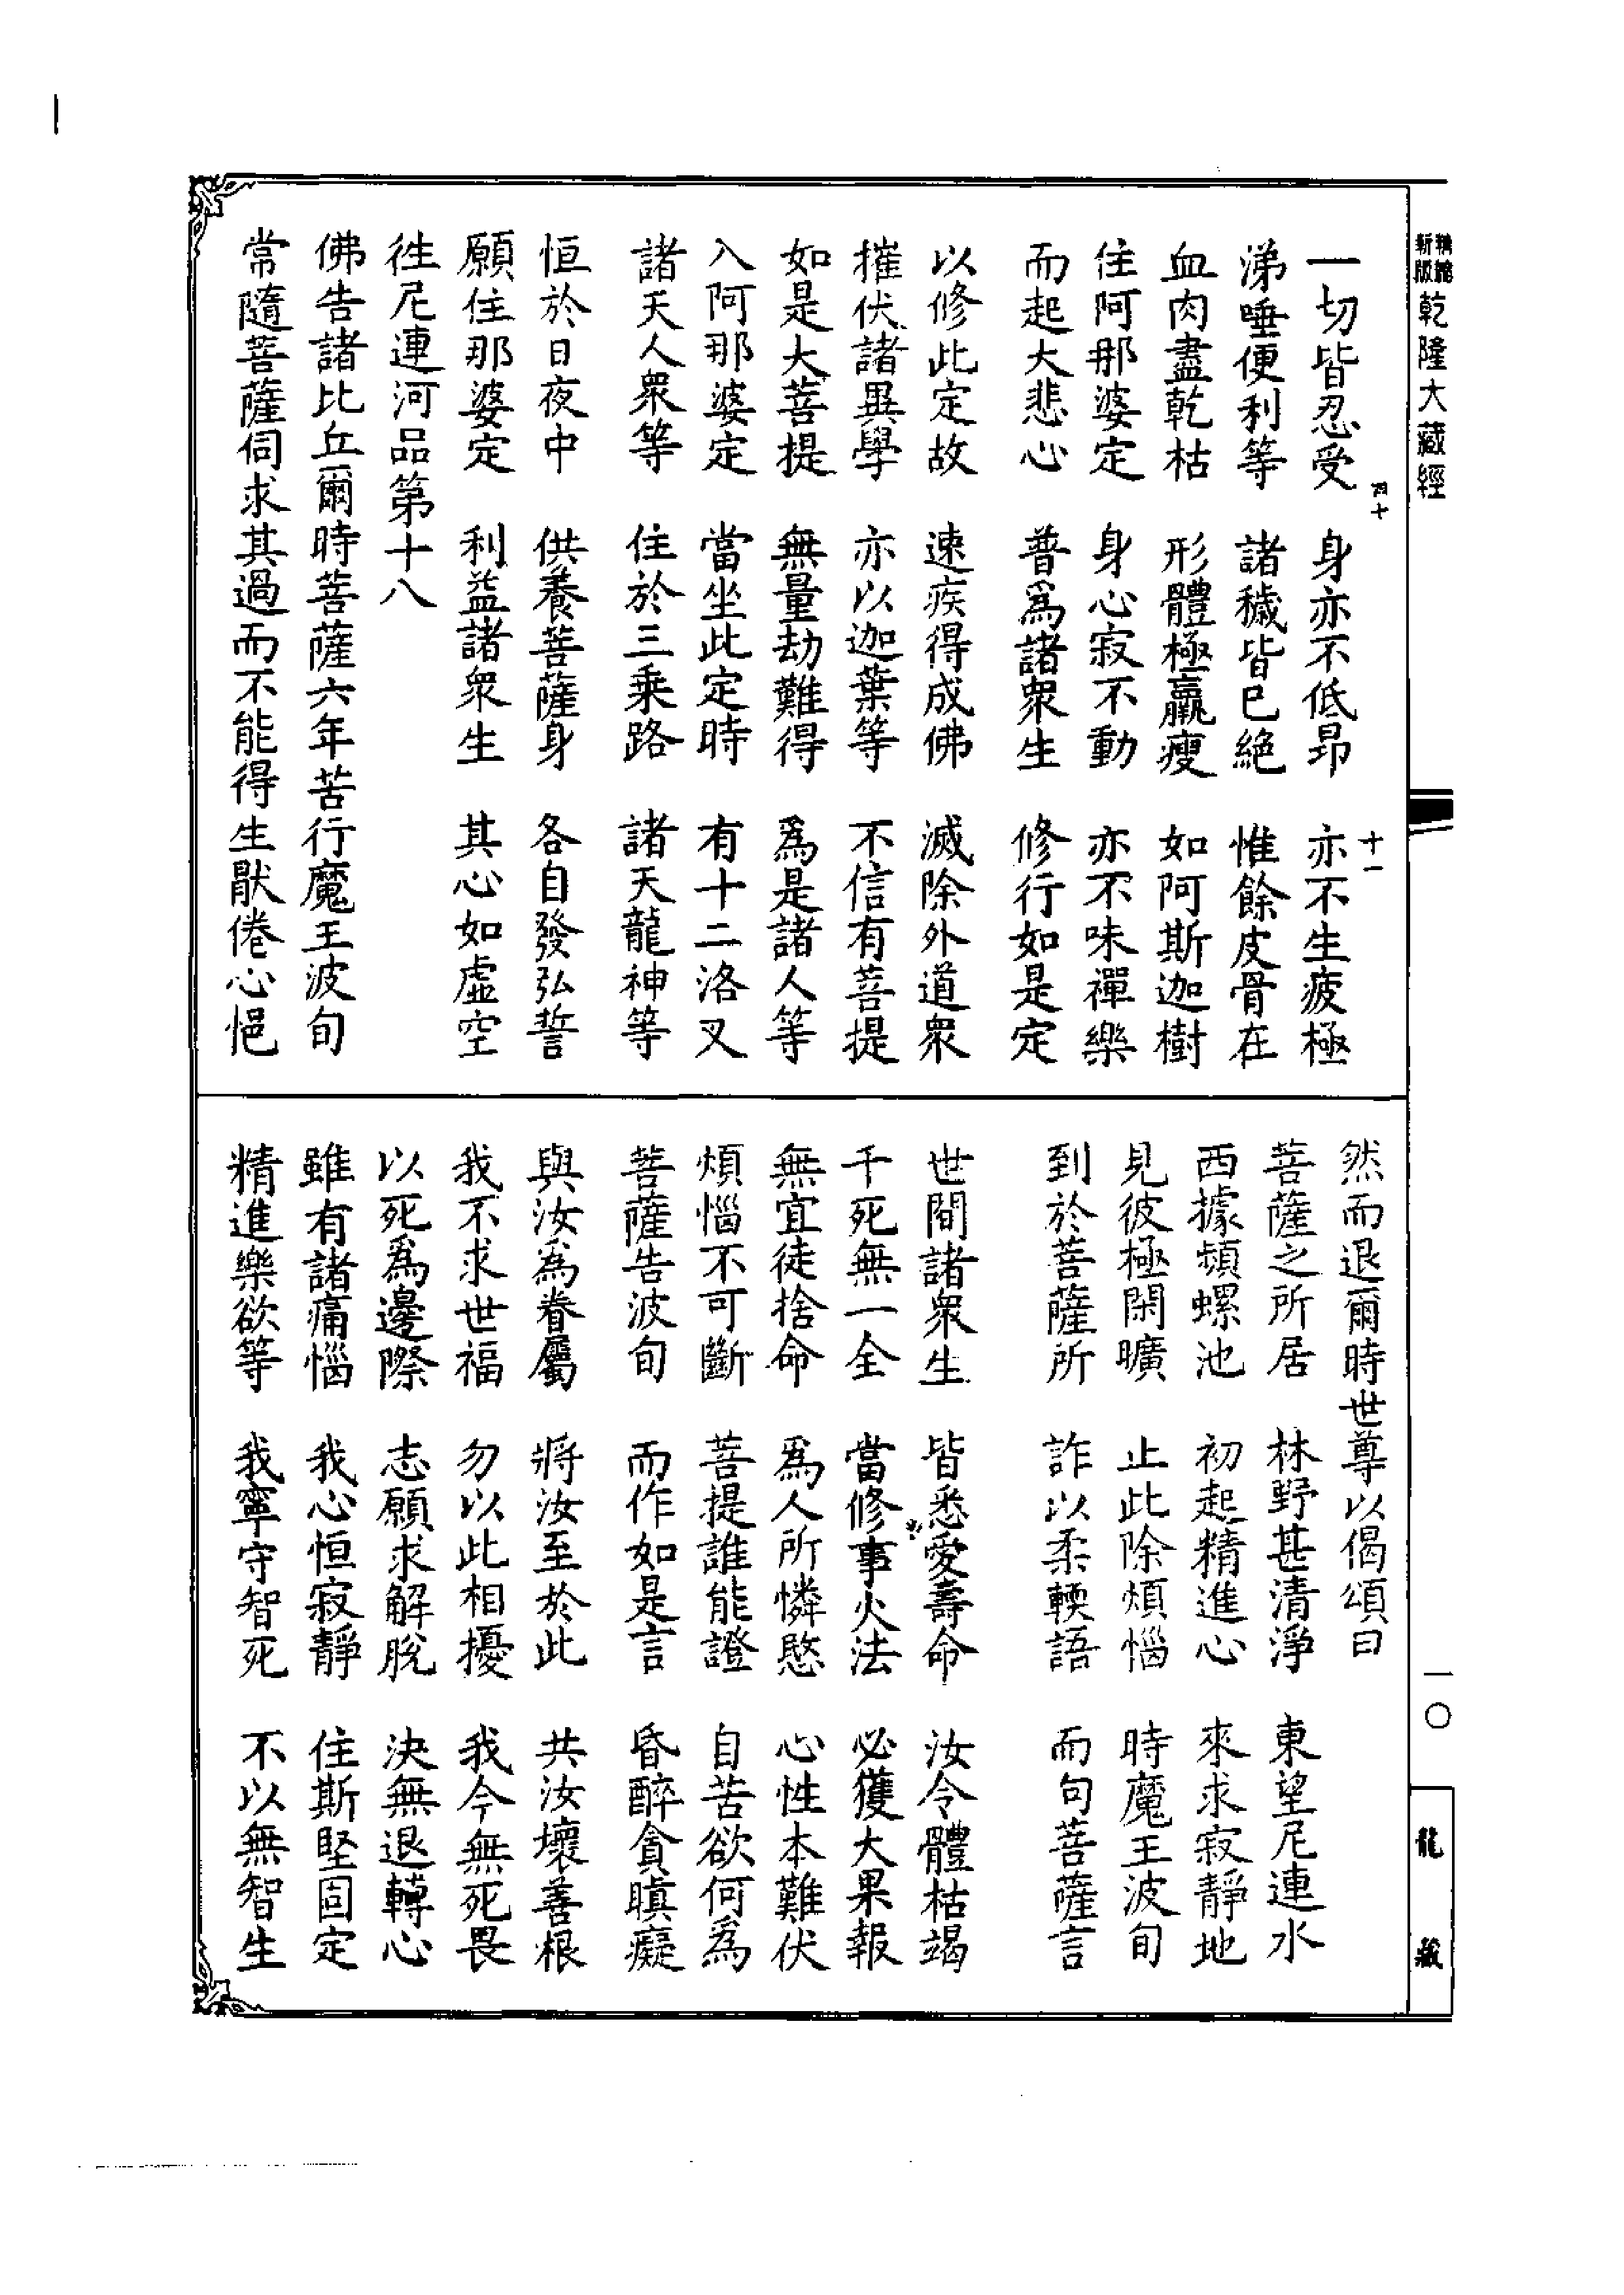 精縮新版乾隆大藏經
一〇
龍藏
四十
十一
一切皆忍受　身亦不低昂　亦不生疲極
涕唾便利等　諸穢皆已絕　惟餘皮骨在
血肉盡乾枯　形體極羸瘦　如阿斯迦樹
住阿那婆定　身心寂不動　亦不味禪樂
而起大悲心　普爲諸衆生　修行如是定
以修此定故　速疾得成佛　滅除外道衆
摧伏諸異學　亦以迦葉等　不信有菩提
如是大菩提　無量劫難得　爲是諸人等
入阿那婆定　當坐此定時　有十二洛叉
諸天人衆等　住於三乘路　諸天龍神等
恒於日夜中　供養菩薩身　各自發弘誓
願住那婆定　利益諸衆生　其心如虛空
徃尼連河品第十八
佛告諸比丘爾時菩薩六年苦行魔王波旬
常隨菩薩伺求其過而不能得生猒倦心悒
然而退爾時世尊以偈頌曰
菩薩之所居　林野甚清淨　東望尼連水
西據頻螺池　初起精進心　來求寂靜地
見彼極閑曠　止此除煩惱　時魔王波旬
到於菩薩所　詐以柔輭語　而句菩薩言
世間諸衆生　皆悉愛壽命　汝今體枯竭
千死無一全　當修事火法　必獲大果報
無宜徒捨命　爲人所憐愍　心性本難伏
煩惱不可斷　菩提誰能證　自苦欲何爲
菩薩告波旬　而作如是言　昏醉貪瞋癡
與汝爲眷屬　將汝至於此　共汝壞善根
我不求世福　勿以此相擾　我今無死畏
以死爲邊際　志願求解脫　決無退轉心
雖有諸痛惱　我心恒寂靜　住斯堅固定
精進樂欲等　我寧守智死　不以無智生